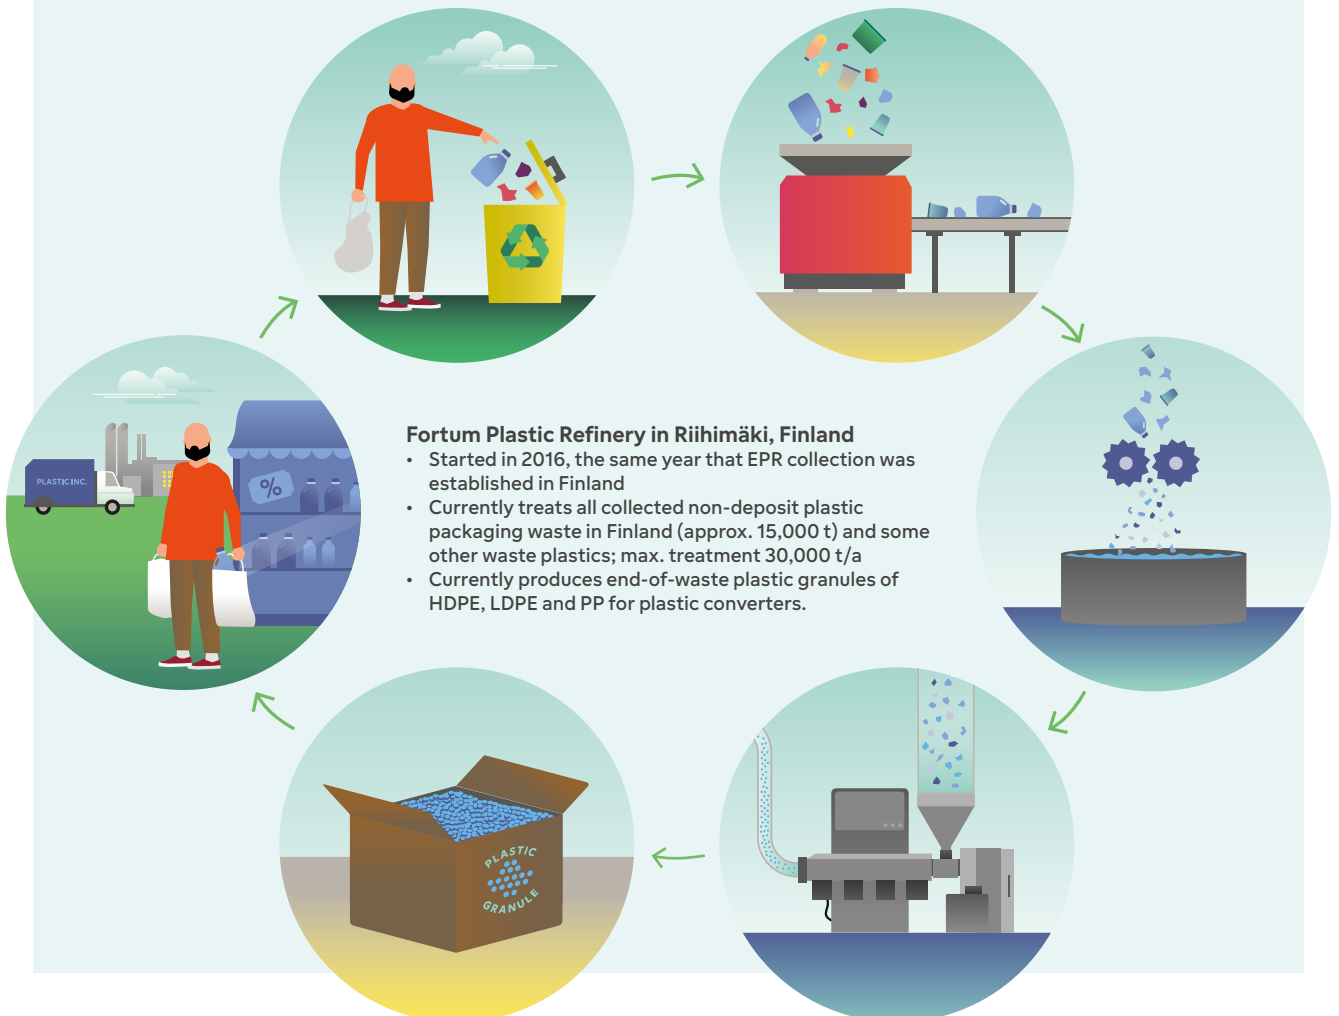 PLASTIC INC.
%
Fortum Plastic Refinery in Riihimäki, Finland
• Started in 2016, the same year that EPR collection was
established in Finland
• Currently treats all collected non-deposit plastic
packaging waste in Finland (approx. 15,000 t) and some
other waste plastics; max. treatment 30,000 t/a
• Currently produces end-of-waste plastic granules of
HDPE, LDPE and PP for plastic converters.
PLASTIC
GRANULE